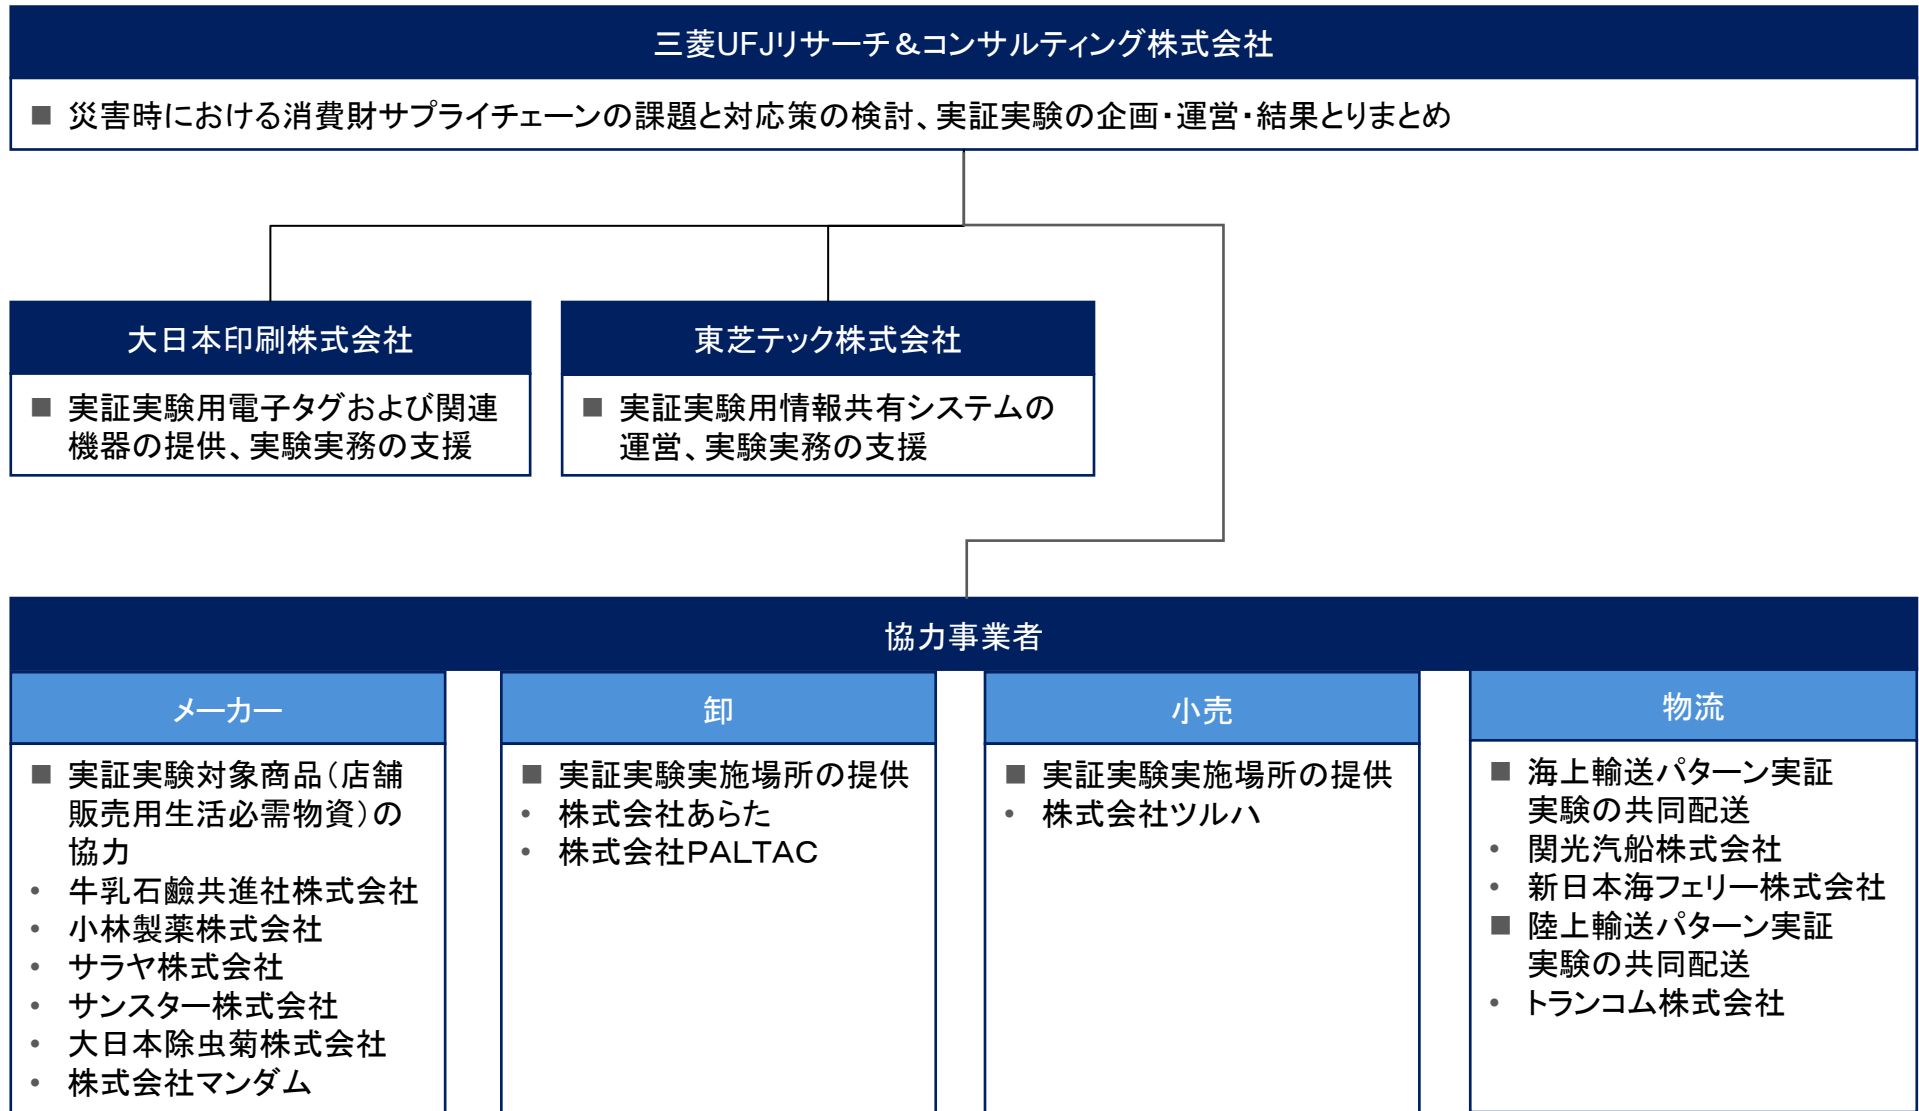 三菱UFJリサーチ&コンサルティング株式会社
■ 災害時における消費財サプライチェーンの課題と対応策の検討、実証実験の企画・運営・結果とりまとめ
大日本印刷株式会社
■ 実証実験用電子タグおよび関連
機器の提供、実験実務の支援
東芝テック株式会社
■ 実証実験用情報共有システムの
運営、実験実務の支援
協力事業者
メーカー
■ 実証実験対象商品(店舗
販売用生活必需物資)の
協力
• 牛乳石鹼共進社株式会社
• 小林製薬株式会社
• サラヤ株式会社
• サンスター株式会社
• 大日本除虫菊株式会社
• 株式会社マンダム
卸
■ 実証実験実施場所の提供
• 株式会社あらた
• 株式会社PALTAC
小売
■ 実証実験実施場所の提供
• 株式会社ツルハ
物流
■ 海上輸送パターン実証
実験の共同配送
• 関光汽船株式会社
• 新日本海フェリー株式会社
■ 陸上輸送パターン実証
実験の共同配送
• トランコム株式会社